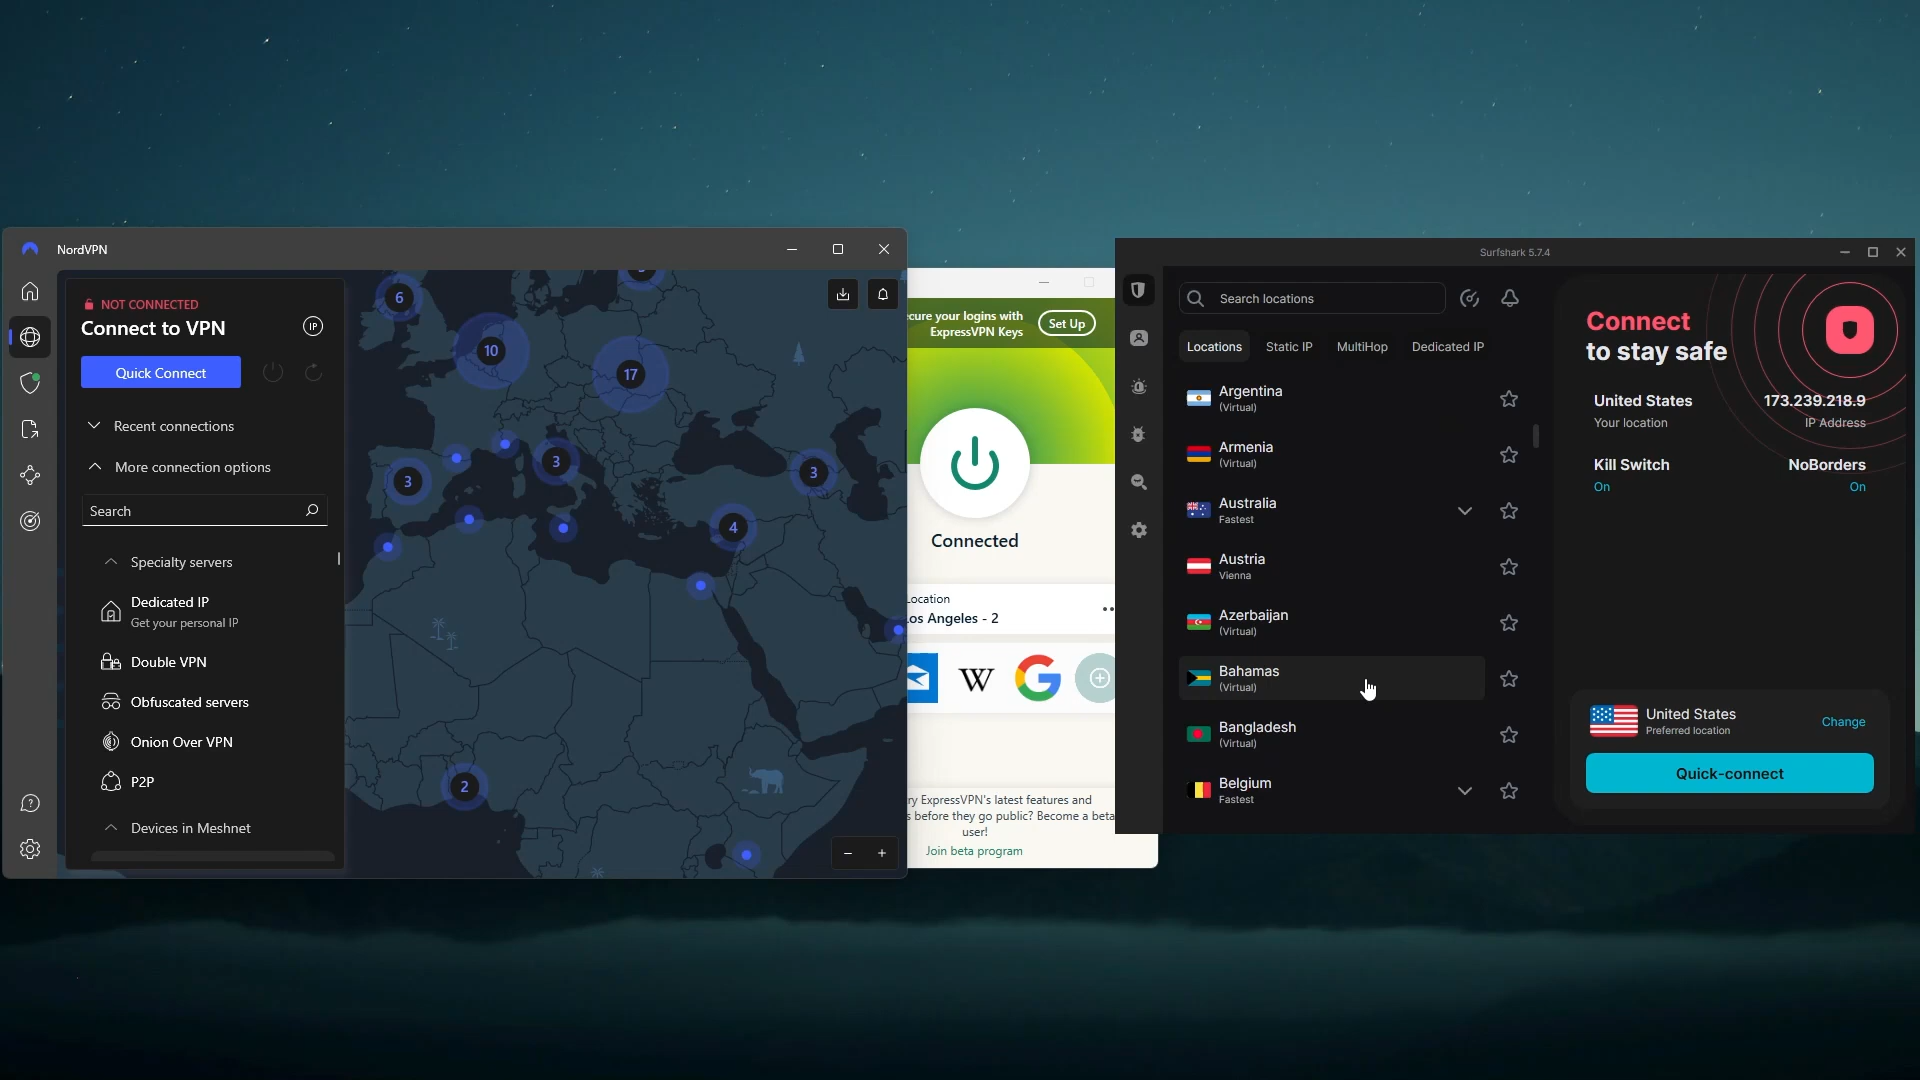 NordVPN
NOT CONNECTED
Connect to VPN
IP
Quick Connect
Recent connections
More connection options
Search
Specialty servers
Dedicated IP
Get your personal IP
Double VPN
Obfuscated servers
Onion Over VPN
P2P
Devices in Meshnet
6
10
17
3
3
3
4
2
logins with
ExpressVPN Keys
Set Up
Connected
Angeles - 2
W
G
ExpressVPN's latest features and
before they go public? Become a beta
user!
Join beta program
Surfshark 5.7.4
Search locations
Locations
Static IP
MultiHop
Dedicated IP
Argentina
(Virtual)
Armenia
(Virtual)
Australia
Fastest
Austria
Vienna
Azerbaijan
(Virtual)
Bahamas
(Virtual)
Bangladesh
(Virtual)
Belgium
Fastest
Connect
to stay safe
United States
173.239.218.9
Your location
IP Address
Kill Switch
NoBorders
On
On
United States
Preferred location
Change
Quick-connect